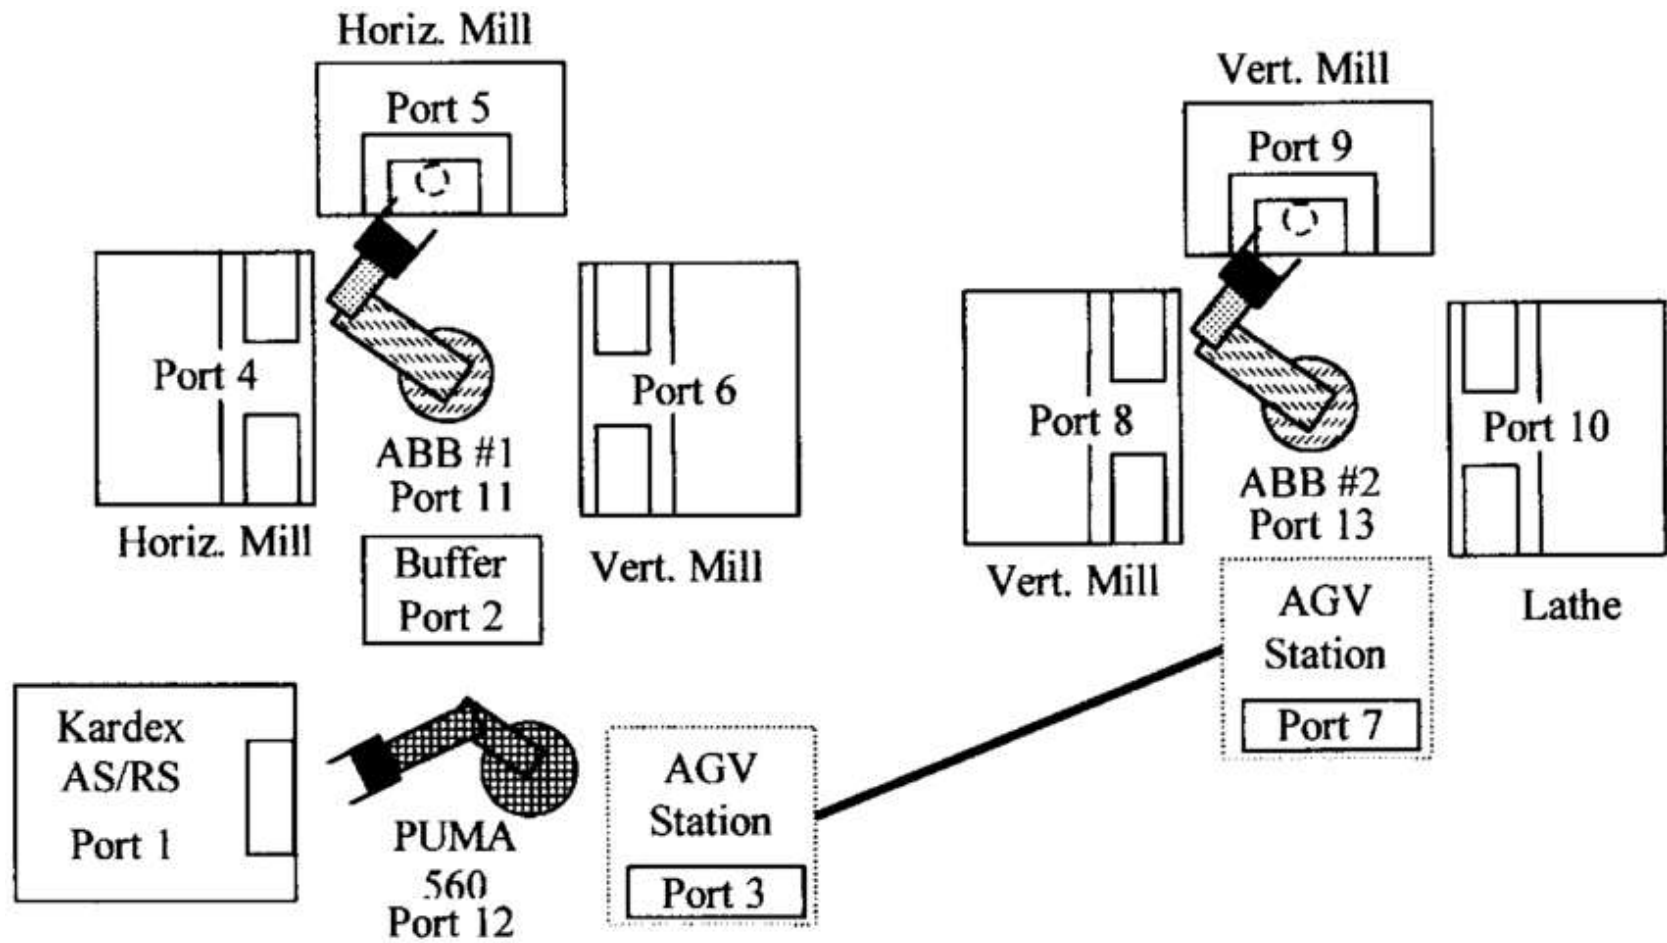 Horiz. Mill
Port 5
Vert. Mill
Port 9
Port 4
Port 6
ABB #1
Port 11
Horiz. Mill
Vert. Mill
Buffer
Port 2
Port 8
Port 10
ABB #2
Port 13
Vert. Mill
Lathe
AGV
Station
Port 7
Kardex
AS/RS
Port 1
PUMA
560
Port 12
AGV
Station
Port 3